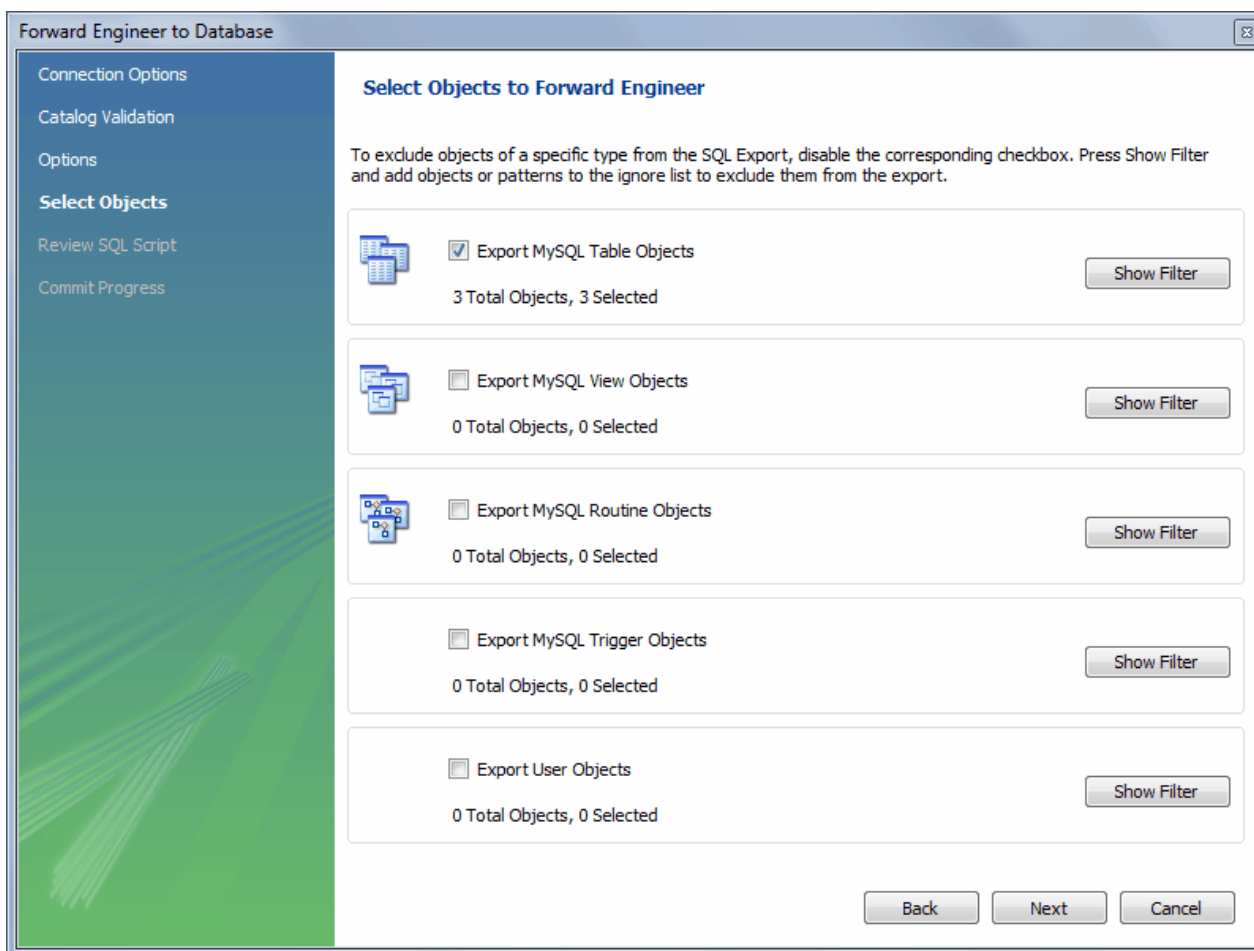 Forward Engineer to Database
Connection Options
Catalog Validation
Options
Select Objects
Review SQL Script
Commit Progress
Select Objects to Forward Engineer
To exclude objects of a specific type from the SQL Export, disable the corresponding checkbox. Press Show Filter
and add objects or patterns to the ignore list to exclude them from the export.
Export MySQL Table Objects
3 Total Objects, 3 Selected
Show Filter
Export MySQL View Objects
0 Total Objects, 0 Selected
Show Filter
Export MySQL Routine Objects
0 Total Objects, 0 Selected
Show Filter
Export MySQL Trigger Objects
0 Total Objects, 0 Selected
Show Filter
Export User Objects
0 Total Objects, 0 Selected
Show Filter
Back
Next
Cancel